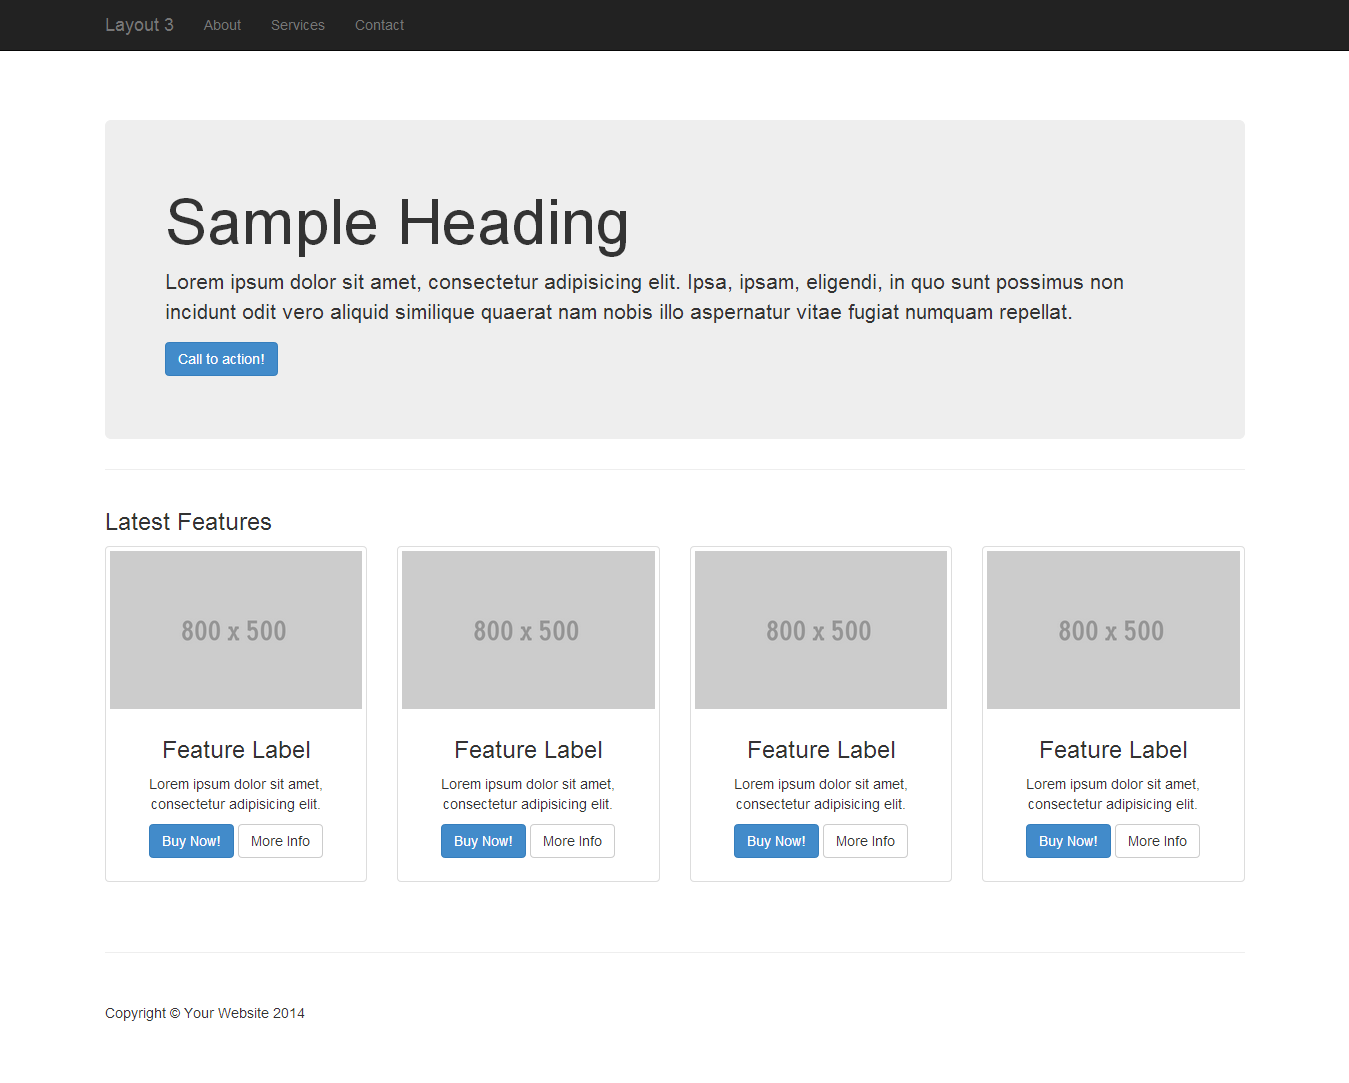 Layout 3 About Services Contact
Sample Heading
Lorem ipsum dolor sit amet, consectetur adipisicing elit. Ipsa, ipsam, eligendi, in quo sunt possimus non
incidunt odit vero aliquid similique quaerat nam nobis illo aspernatur vitae fugiat numquam repellat.
Call to action!
Latest Features
800 x 500
Feature Label
Lorem ipsum dolor sit amet,
consectetur adipisicing elit.
Buy Now! More Info
800 x 500
Feature Label
Lorem ipsum dolor sit amet,
consectetur adipisicing elit.
Buy Now! More Info
800 x 500
Feature Label
Lorem ipsum dolor sit amet,
consectetur adipisicing elit.
Buy Now! More Info
800 x 500
Feature Label
Lorem ipsum dolor sit amet,
consectetur adipisicing elit.
Buy Now! More Info
Copyright © Your Website 2014